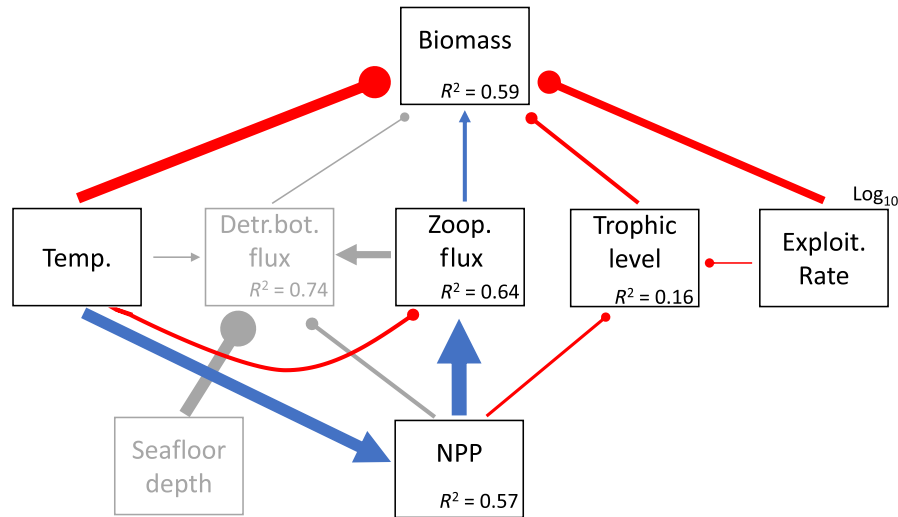 Biomass
R² = 0.59
Log₁₀
Temp.
Detr.bot.
flux
R² = 0.74
Zoop.
flux
R² = 0.64
Trophic
level
R² = 0.16
Exploit.
Rate
Seafloor
depth
NPP
R² = 0.57